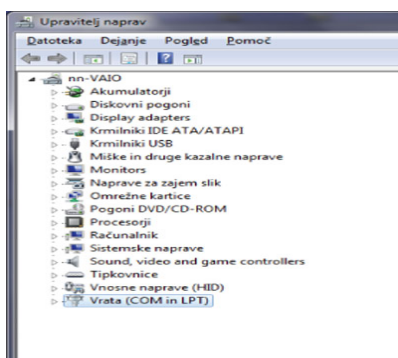 Upravitelj naprav
Datoteka Dejanje Pogled Pomoč
nn-VAIO
Akumulatorji
Diskovni pogoni
Display adapters
Krmilniki IDE ATA/ATAPI
Krmilniki USB
Miške in druge kazalne naprave
Monitors
Naprave za zajem slik
Omrežne kartice
Pogoni DVD/CD-ROM
Procesorji
Računalnik
Sistemske naprave
Sound, video and game controllers
Tipkovnice
Vnosne naprave (HID)
Vrata (COM in LPT)